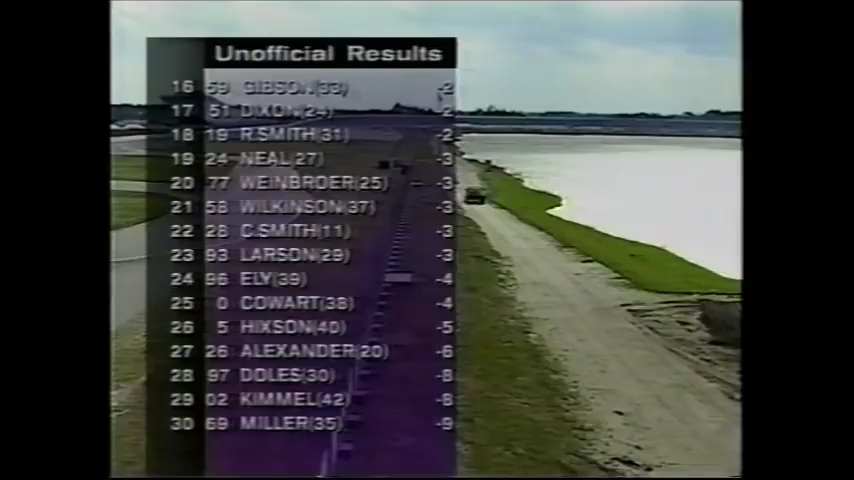 Unofficial Results
16 59 GIBSON(33) -2
17 51 DIXON(24) -2
18 19 R.SMITH(31) -2
19 24 NEAL(27) -3
20 77 WEINBROER(25) -3
21 58 WILKINSON(37) -3
22 28 C.SMITH(11) -3
23 93 LARSON(29) -3
24 96 ELY(39) -4
25 0 COWART(38) -4
26 5 HIXSON(40) -5
27 26 ALEXANDER(20) -6
28 97 DOLES(30) -8
29 02 KIMMEL(42) -8
30 69 MILLER(35) -9